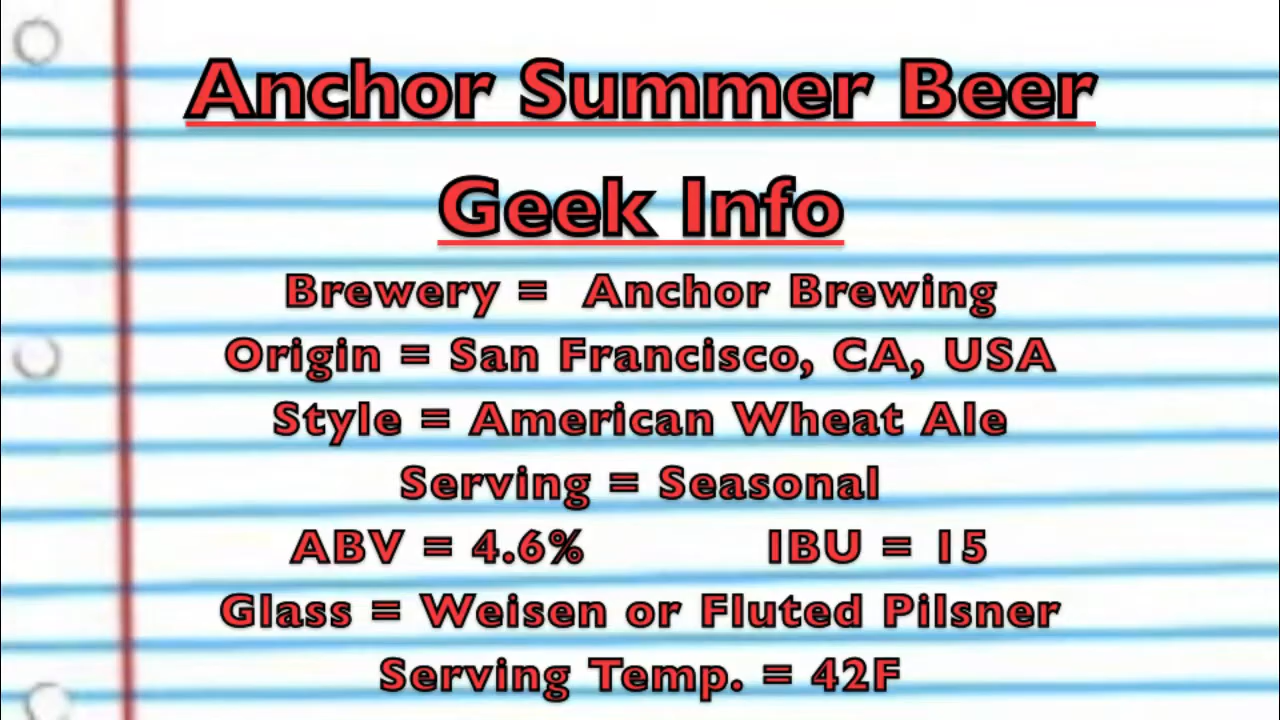 Anchor Summer Beer
Geek Info
Brewery = Anchor Brewing
Origin = San Francisco, CA, USA
Style = American Wheat Ale
Serving = Seasonal
ABV = 4.6% IBU = 15
Glass = Weisen or Fluted Pilsner
Serving Temp. = 42F